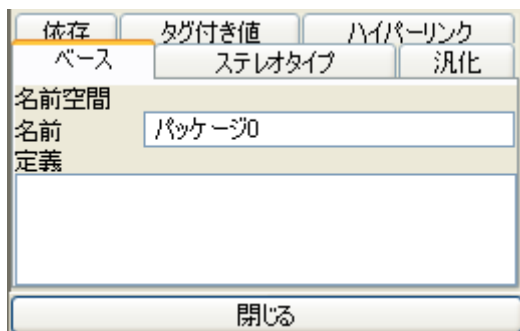 依存 タグ付き値 ハイパーリンク
ベース ステレオタイプ 汎化
名前空間
名前 パッケージ0
定義
閉じる